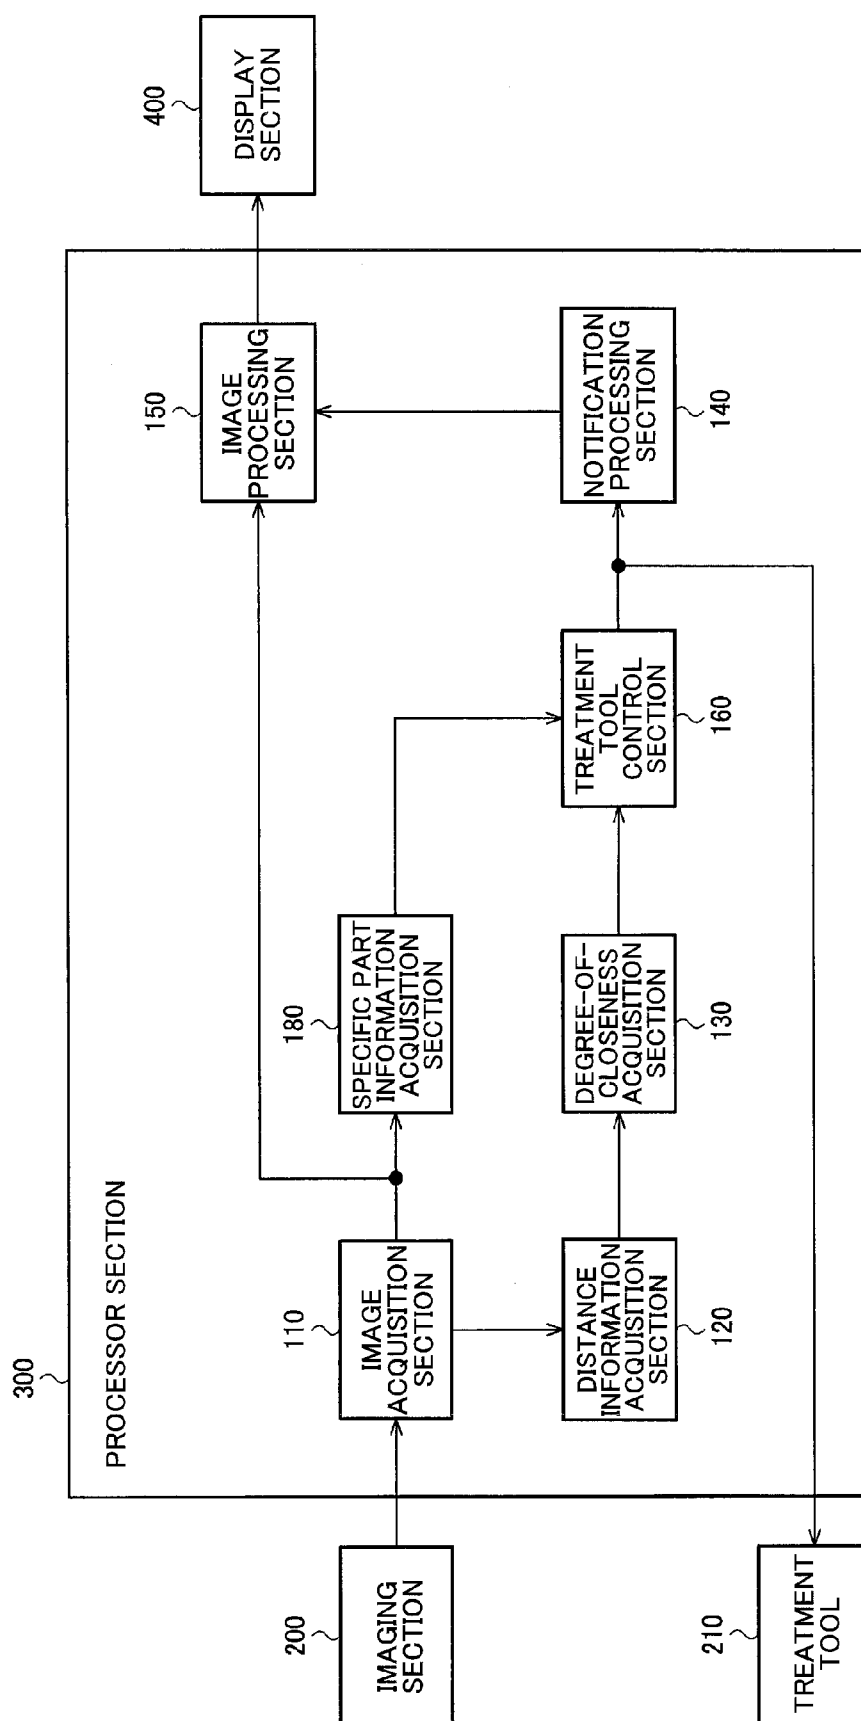 300
PROCESSOR SECTION
200
IMAGING
SECTION
110
IMAGE
ACQUISITION
SECTION
180
SPECIFIC PART
INFORMATION
ACQUISITION
SECTION
150
IMAGE
PROCESSING
SECTION
400
DISPLAY
SECTION
DISTANCE
INFORMATION
ACQUISITION
SECTION
120
DEGREE-OF-
CLOSENESS
ACQUISITION
SECTION
130
TREATMENT
TOOL
CONTROL
SECTION
160
NOTIFICATION
PROCESSING
SECTION
140
210
TREATMENT
TOOL